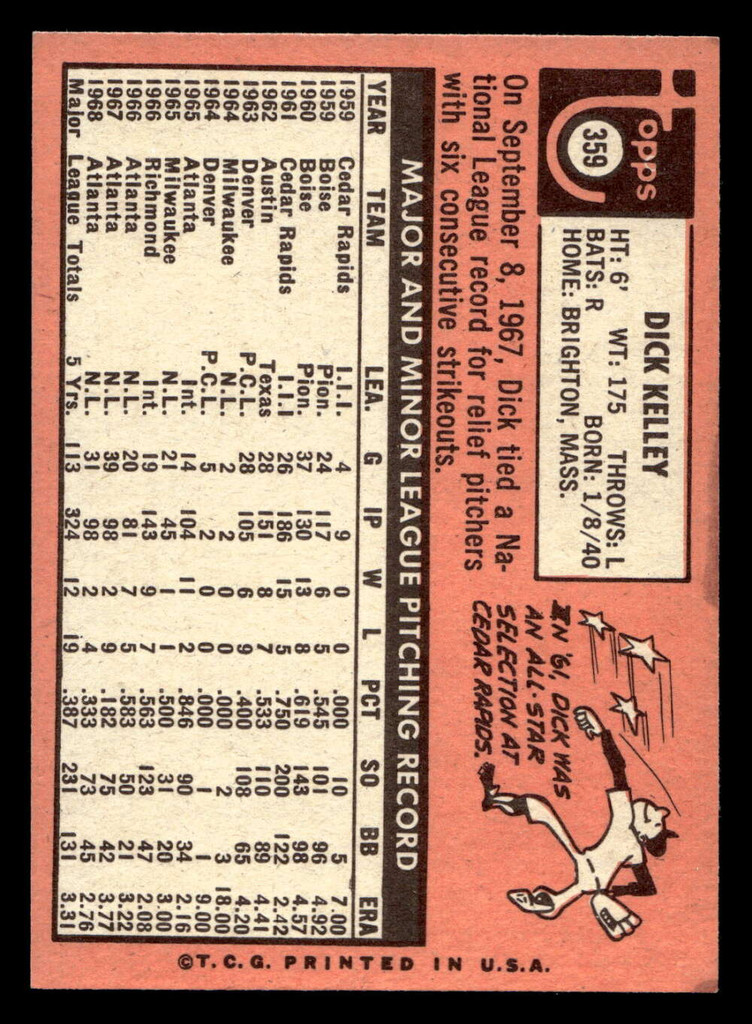 Topps
359
DICK KELLEY
HT: 6' WT: 175 THROWS: L
BATS: R BORN: 1/8/40
HOME: BRIGHTON, MASS.
On September 8, 1967, Dick tied a Na-
tional League record for relief pitchers
with six consecutive strikeouts.
IN '61, DICK WAS
AN ALL-STAR
SELECTION AT
CEDAR RAPIDS.
MAJOR AND MINOR LEAGUE PITCHING RECORD
YEAR TEAM LEA. G IP W L PCT SO BB ERA
1959 Cedar Rapids I.I.I. 4 9 0 0 .000 10 5 7.00
1959 Boise Pion. 24 117 6 5 .545 101 96 4.92
1960 Boise Pion. 37 130 13 8 .619 143 98 4.57
1961 Cedar Rapids I.I.I 26 186 15 5 .750 200 122 2.42
1962 Austin Texas 28 151 8 7 .533 110 89 4.41
1963 Denver P.C.L. 28 105 6 9 .400 108 65 4.20
1964 Milwaukee N.L. 2 2 0 0 .000 2 3 18.00
1964 Denver P.C.L. 5 2 0 0 .000 1 1 9.00
1965 Atlanta Int. 14 104 11 2 .846 90 34 2.16
1965 Milwaukee N.L. 21 45 1 1 .500 31 20 3.00
1966 Richmond Int. 19 143 9 7 .563 123 47 2.08
1966 Atlanta N.L. 20 81 7 5 .583 50 21 3.22
1967 Atlanta N.L. 39 98 2 9 .182 75 42 3.77
1968 Atlanta N.L. 31 98 2 4 .333 73 45 2.76
Major League Totals 5 Yrs. 113 324 12 19 .387 231 131 3.31
©T.C.G. PRINTED IN U.S.A.